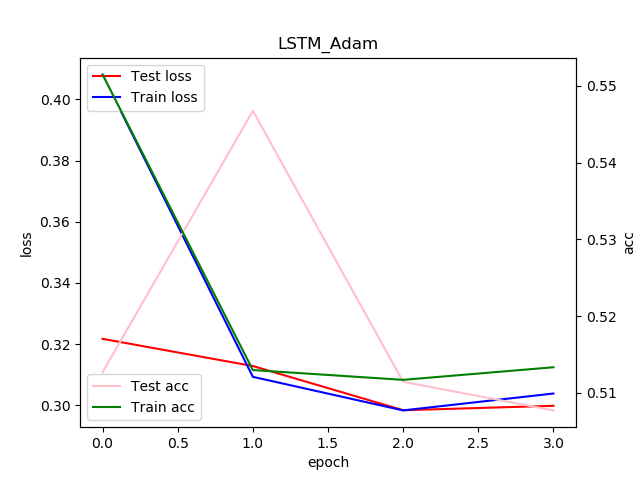 LSTM_Adam
Test loss
Train loss
0.40
0.38
0.36
0.34
0.32
0.30
loss
0.55
0.54
0.53
0.52
0.51
acc
Test acc
Train acc
0.0
0.5
1.0
1.5
2.0
2.5
3.0
epoch